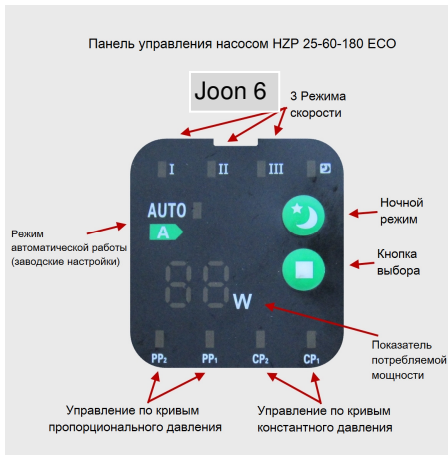 Панель управления насосом HZP 25-60-180 ECO
Joon 6
3 Режима
скорости
I II III
AUTO
A
Ночной
режим
Режим
автоматической работы
(заводские настройки)
Кнопка
выбора
88 W
Показатель
потребляемой
мощности
PP2 PP1 CP2 CP1
Управление по кривым
пропорционального давления
Управление по кривым
константного давления